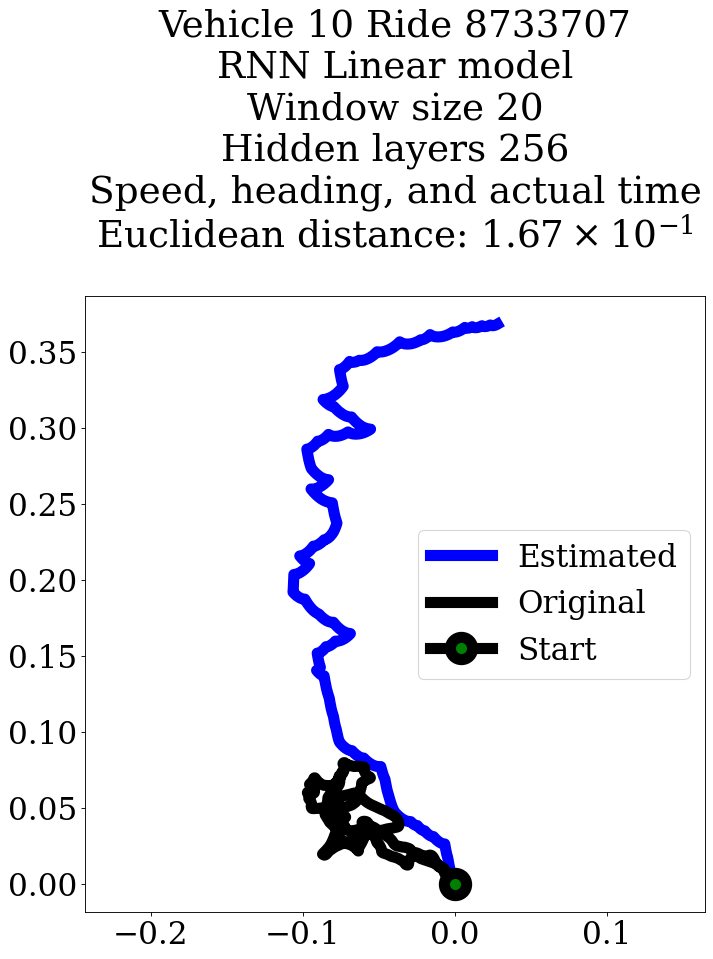 Vehicle 10 Ride 8733707
RNN Linear model
Window size 20
Hidden layers 256
Speed, heading, and actual time
Euclidean distance: 1.67 × 10⁻¹
0.35
0.30
0.25
0.20
0.15
0.10
0.05
0.00
Estimated
Original
Start
−0.2 −0.1 0.0 0.1